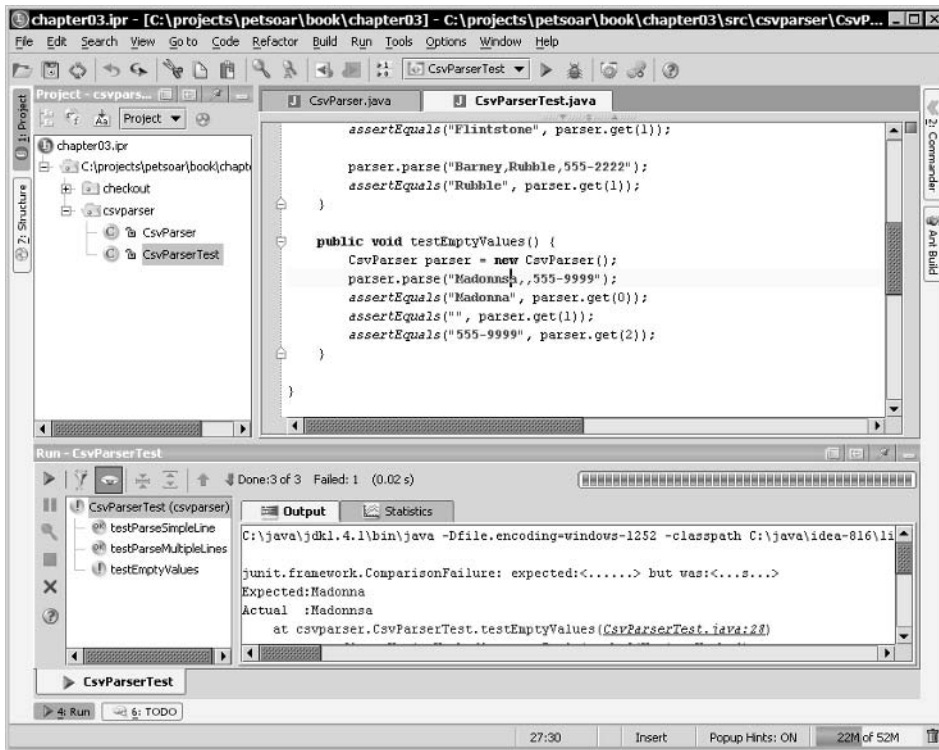 chapter03.ipr - [C:\projects\petsoar\book\chapter03] - C:\projects\petsoar\book\chapter03\src\csvparser\CsvP...
File Edit Search View Go to Code Refactor Build Run Tools Options Window Help
CsvParserTest
Project - csvpars...
1: Project
7: Structure
Project
chapter03.ipr
C:\projects\petsoar\book\chapt
checkout
csvparser
CsvParser
CsvParserTest
CsvParser.java
CsvParserTest.java
assertEquals("Flintstone", parser.get(1));
parser.parse("Barney,Rubble,555-2222");
assertEquals("Rubble", parser.get(1));
}
public void testEmptyValues() {
CsvParser parser = new CsvParser();
parser.parse("Madonnsa,,555-9999");
assertEquals("Madonna", parser.get(0));
assertEquals("", parser.get(1));
assertEquals("555-9999", parser.get(2));
}
}
2: Commander
Ant Build
Run - CsvParserTest
Done:3 of 3 Failed: 1 (0.02 s)
CsvParserTest (csvparser)
testParseSimpleLine
testParseMultipleLines
testEmptyValues
Output
Statistics
C:\java\jdk1.4.1\bin\java -Dfile.encoding=windows-1252 -classpath C:\java\idea-816\li
junit.framework.ComparisonFailure: expected:<......> but was:<...s...>
Expected:Madonna
Actual :Madonnsa
at csvparser.CsvParserTest.testEmptyValues(CsvParserTest.java:28)
CsvParserTest
4: Run
6: TODO
27:30 Insert Popup Hints: ON 22M of 52M